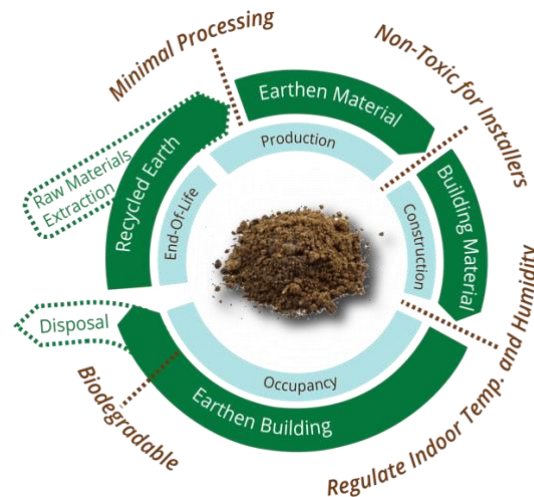 Minimal Processing
Non-Toxic for Installers
Earthen Material
Production
Raw Materials
Extraction
Recycled Earth
End-Of-Life
Construction
Building Material
Disposal
Occupancy
Earthen Building
Biodegradable
Regulate Indoor Temp. and Humidity